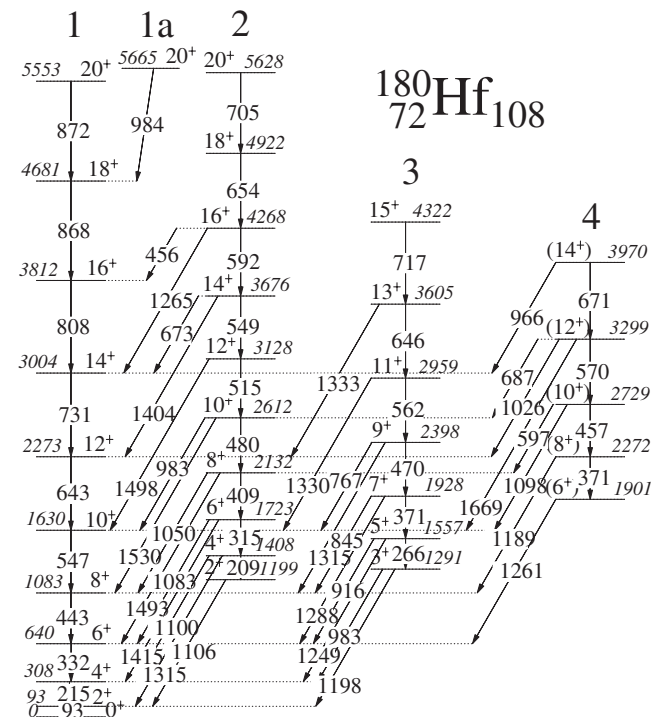 1 1a 2
5553 20⁺ 5665 20⁺ 20⁺ 5628
¹⁸⁰₇₂Hf₁₀₈
872 984 705
18⁺ 4922
4681 18⁺
3
654
15⁺ 4322
4
16⁺ 4268
868 456 717
(14⁺) 3970
3812 16⁺ 592
1265 14⁺ 3676 13⁺ 3605 671
966
808 673 549 646 (12⁺) 3299
12⁺ 3128
3004 14⁺ 11⁺ 2959
1333 687 570
515 (10⁺) 2729
731 1404 10⁺ 2612 562 1026
9⁺ 2398 597 457
2273 12⁺ 480 (8⁺) 2272
983 8⁺ 2132 767 470
643 1498 409 1330 7⁺ 1928 1098 371
6⁺ 1723 (6⁺) 1901
1669
1630 10⁺ 1050 315 845 371 1189
4⁺ 1408 5⁺ 1557
547 1530 1315 266 1261
2⁺ 209 1199 3⁺ 1291
1083 8⁺ 1083 916
443 1493 1288
640 6⁺ 1100 983
332 1415 1106 1249
308 4⁺ 1315 1198
215
93 2⁺
0 93 0⁺